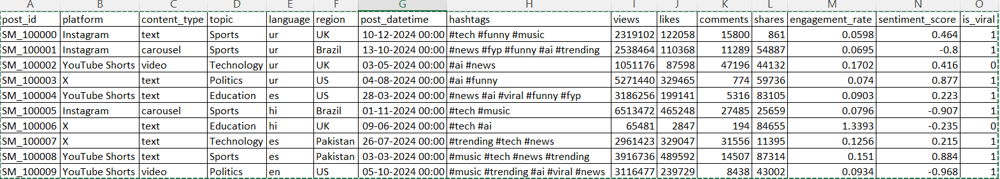 A B C D E F G H I J K L M N O
post_id platform content_type topic language region post_datetime hashtags views likes comments shares engagement_rate sentiment_score is_viral
SM_100000 Instagram text Sports ur UK 10-12-2024 00:00 #tech #funny #music 2319102 122058 15800 861 0.0598 0.464 1
SM_100001 Instagram carousel Sports ur Brazil 13-10-2024 00:00 #news #fyp #funny #ai #trending 2538464 110368 11289 54887 0.0695 -0.8 1
SM_100002 YouTube Shorts video Technology ur UK 03-05-2024 00:00 #ai #news 1051176 87598 47196 44132 0.1702 0.416 0
SM_100003 X text Politics ur US 04-08-2024 00:00 #ai #funny 5271440 329465 774 59736 0.074 0.877 1
SM_100004 YouTube Shorts text Education es US 28-03-2024 00:00 #news #ai #viral #funny #fyp 3186256 199141 5316 83105 0.0903 0.223 1
SM_100005 Instagram carousel Sports hi Brazil 01-11-2024 00:00 #tech #music 6513472 465248 27485 25659 0.0796 -0.907 1
SM_100006 X text Education hi UK 09-06-2024 00:00 #tech #ai 65481 2847 194 84655 1.3393 -0.235 0
SM_100007 X text Technology es Pakistan 26-07-2024 00:00 #trending #tech #news 2961423 329047 31556 11395 0.1256 0.215 1
SM_100008 YouTube Shorts text Sports es Pakistan 03-03-2024 00:00 #music #tech #news #trending 3916736 489592 14507 87314 0.151 0.884 1
SM_100009 YouTube Shorts video Politics en US 05-10-2024 00:00 #music #trending #ai #viral #news 3116477 239729 8438 43002 0.0934 -0.968 1